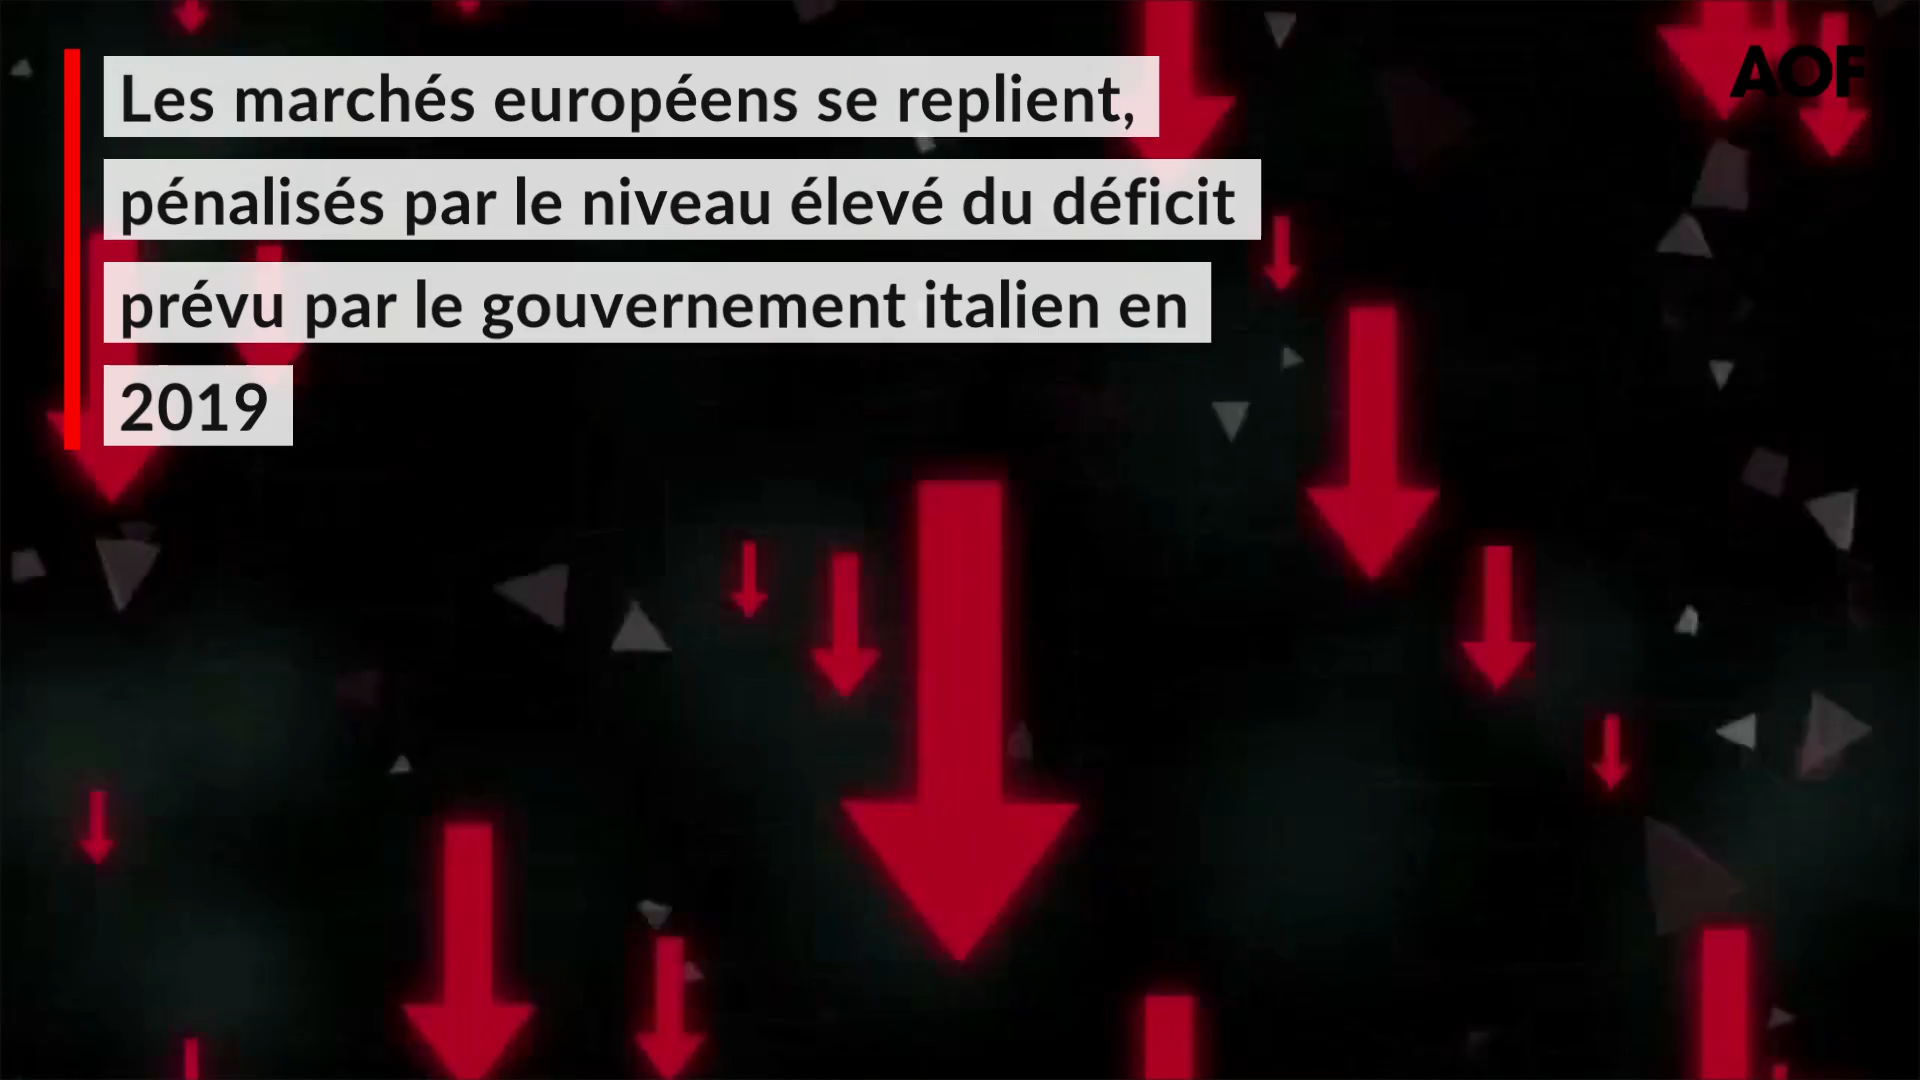 AOF
Les marchés européens se replient,
pénalisés par le niveau élevé du déficit
prévu par le gouvernement italien en
2019